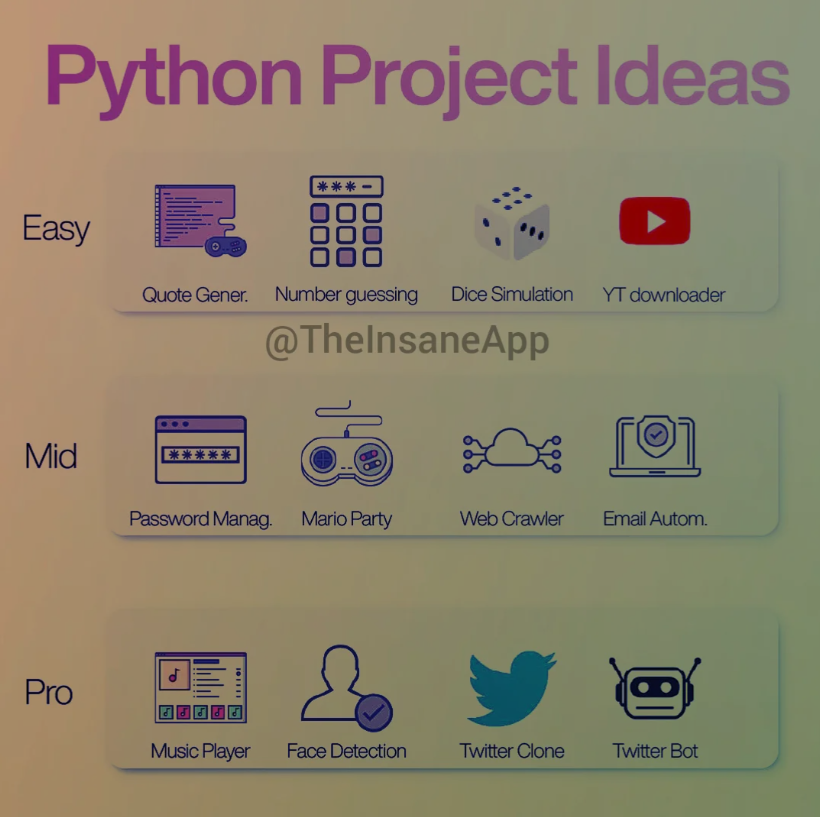 Python Project Ideas
Easy
Quote Gener. Number guessing Dice Simulation YT downloader
@TheInsaneApp
Mid
Password Manag. Mario Party Web Crawler Email Autom.
Pro
Music Player Face Detection Twitter Clone Twitter Bot